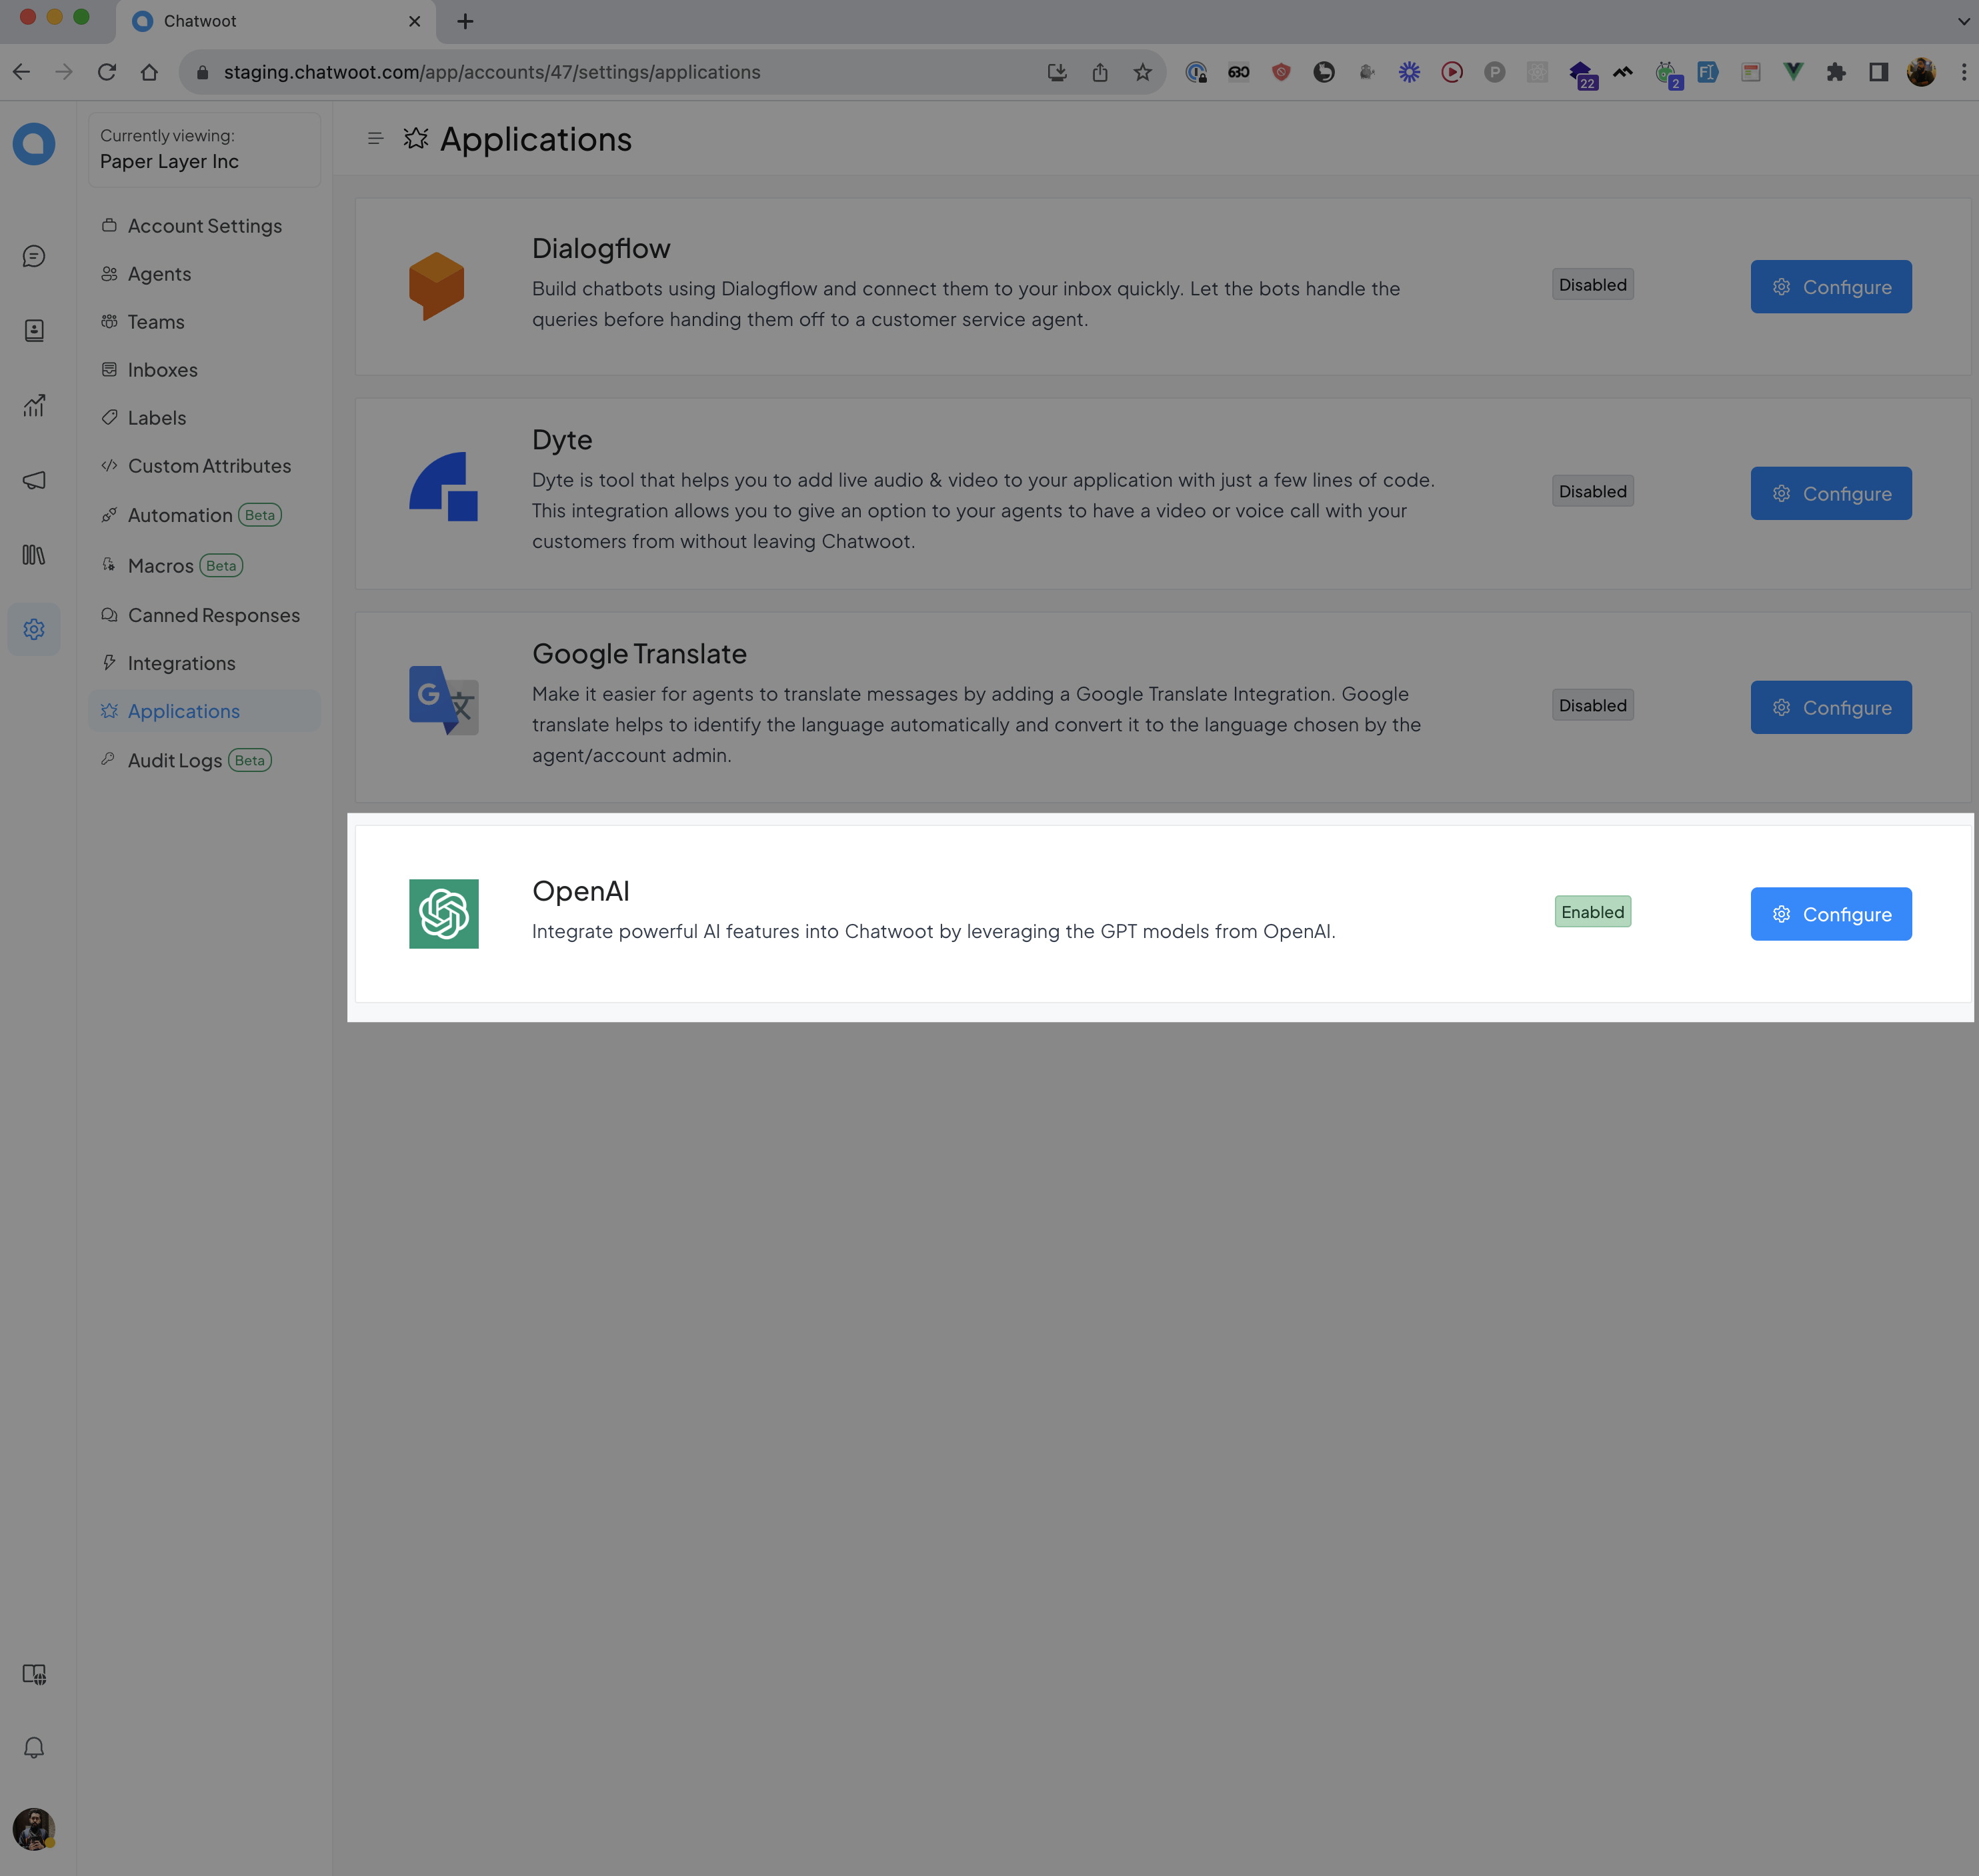 Chatwoot
staging.chatwoot.com/app/accounts/47/settings/applications
22
2
Currently viewing:
Paper Layer Inc
Account Settings
Agents
Teams
Inboxes
Labels
Custom Attributes
Automation Beta
Macros Beta
Canned Responses
Integrations
Applications
Audit Logs Beta
Applications
Dialogflow
Build chatbots using Dialogflow and connect them to your inbox quickly. Let the bots handle the
queries before handing them off to a customer service agent.
Disabled
Configure
Dyte
Dyte is tool that helps you to add live audio & video to your application with just a few lines of code.
This integration allows you to give an option to your agents to have a video or voice call with your
customers from without leaving Chatwoot.
Disabled
Configure
Google Translate
Make it easier for agents to translate messages by adding a Google Translate Integration. Google
translate helps to identify the language automatically and convert it to the language chosen by the
agent/account admin.
Disabled
Configure
OpenAI
Integrate powerful AI features into Chatwoot by leveraging the GPT models from OpenAI.
Enabled
Configure